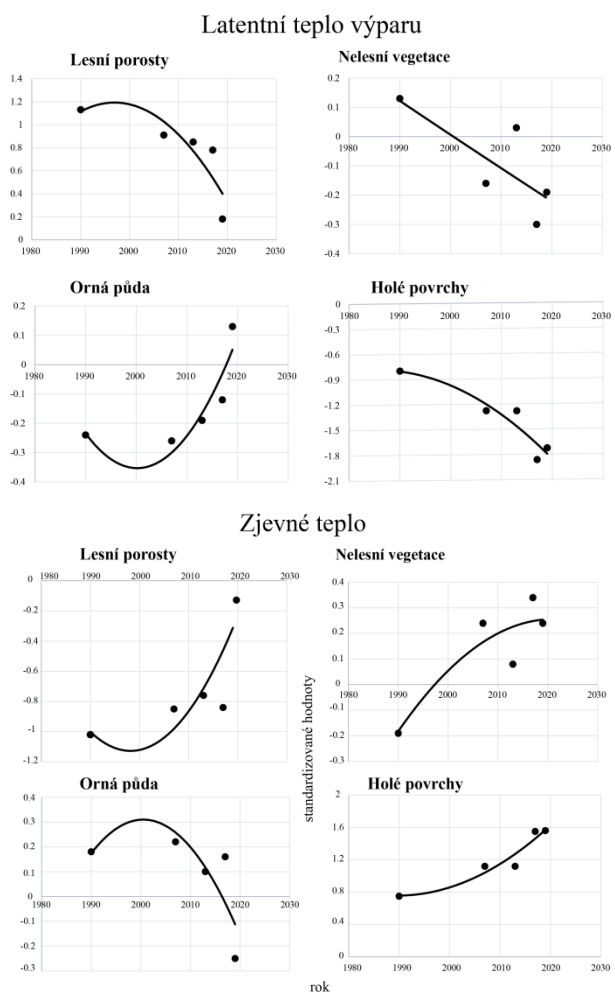 Latentní teplo výparu
Lesní porosty
1.4
1.2
1
0.8
0.6
0.4
0.2
0
1980 1990 2000 2010 2020 2030
Nelesní vegetace
0.2
0.1
0
1980 1990 2000 2010 2020 2030
-0.1
-0.2
-0.3
-0.4
Orná půda
0.2
0.1
0
1980 1990 2000 2010 2020 2030
-0.1
-0.2
-0.3
-0.4
Holé povrchy
0
1980 1990 2000 2010 2020 2030
-0.3
-0.6
-0.9
-1.2
-1.5
-1.8
-2.1
Zjevné teplo
Lesní porosty
0
1980 1990 2000 2010 2020 2030
-0.2
-0.4
-0.6
-0.8
-1
-1.2
Nelesní vegetace
0.4
0.3
0.2
0.1
0
1980 1990 2000 2010 2020 2030
-0.1
-0.2
-0.3
standardizované hodnoty
Orná půda
0.4
0.3
0.2
0.1
0
1980 1990 2000 2010 2020 2030
-0.1
-0.2
-0.3
Holé povrchy
2
1.6
1.2
0.8
0.4
0
1980 1990 2000 2010 2020 2030
rok